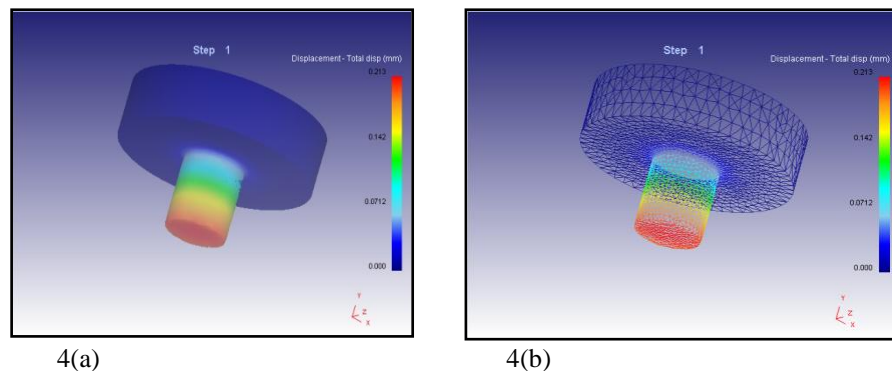 Step 1
Displacement - Total disp (mm)
0.213
0.142
0.0712
0.000
Y
Z
X
4(a)
Step 1
Displacement - Total disp (mm)
0.213
0.142
0.0712
0.000
Y
Z
X
4(b)